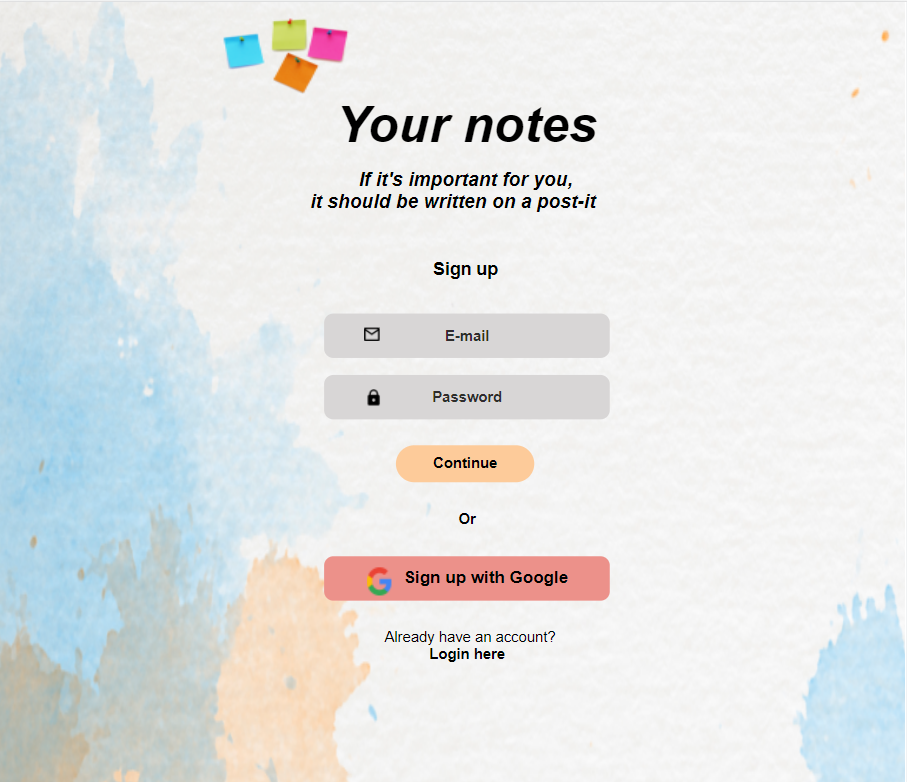 Your notes
If it's important for you,
it should be written on a post-it
Sign up
E-mail
Password
Continue
Or
Sign up with Google
Already have an account?
Login here